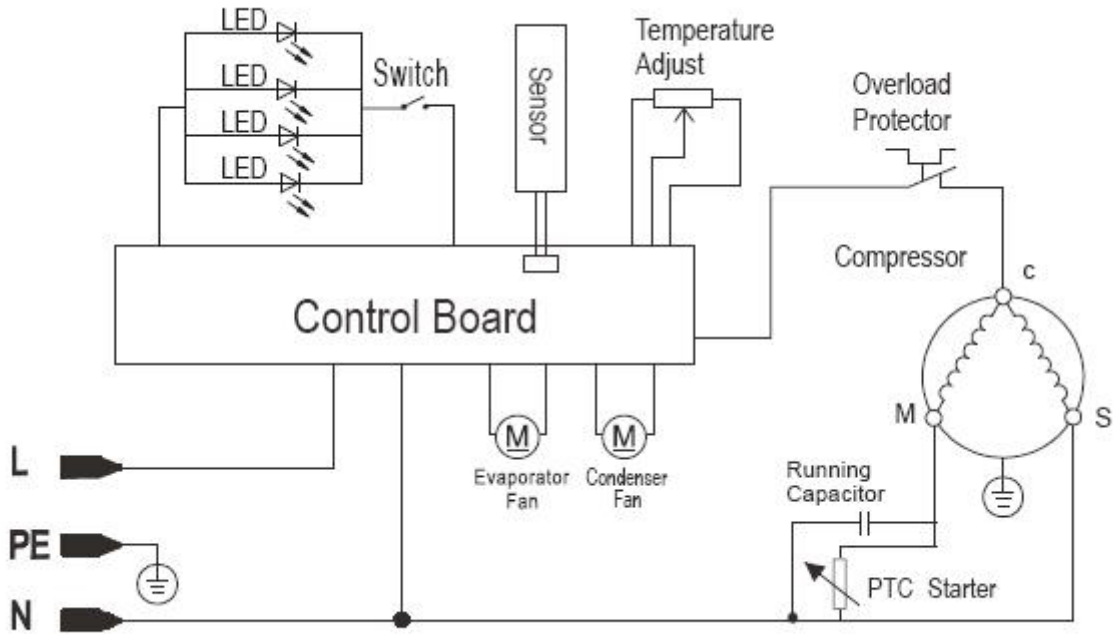 LED
LED
LED
LED
Switch
Sensor
Temperature
Adjust
Overload
Protector
Compressor
c
M
S
Control Board
M
Evaporator
Fan
M
Condenser
Fan
Running
Capacitor
PTC Starter
L
PE
N